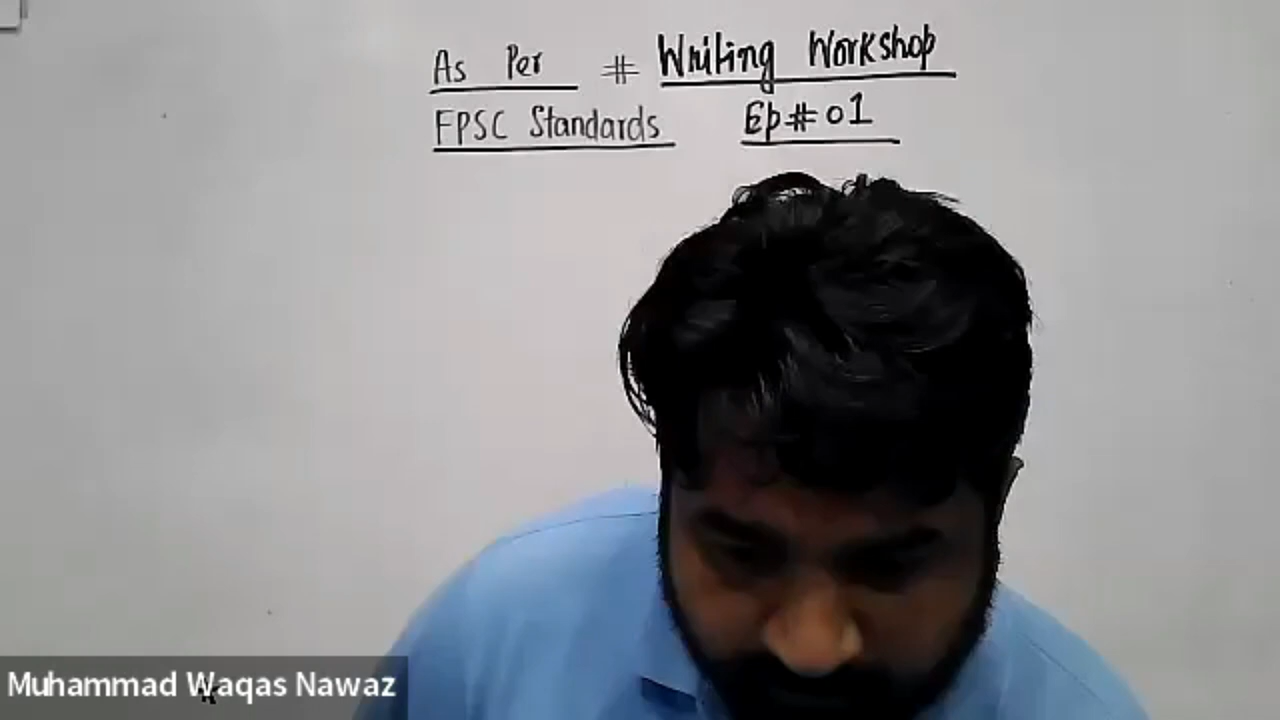 As Per # Writing Workshop
FPSC Standards Ep#01
Muhammad Waqas Nawaz